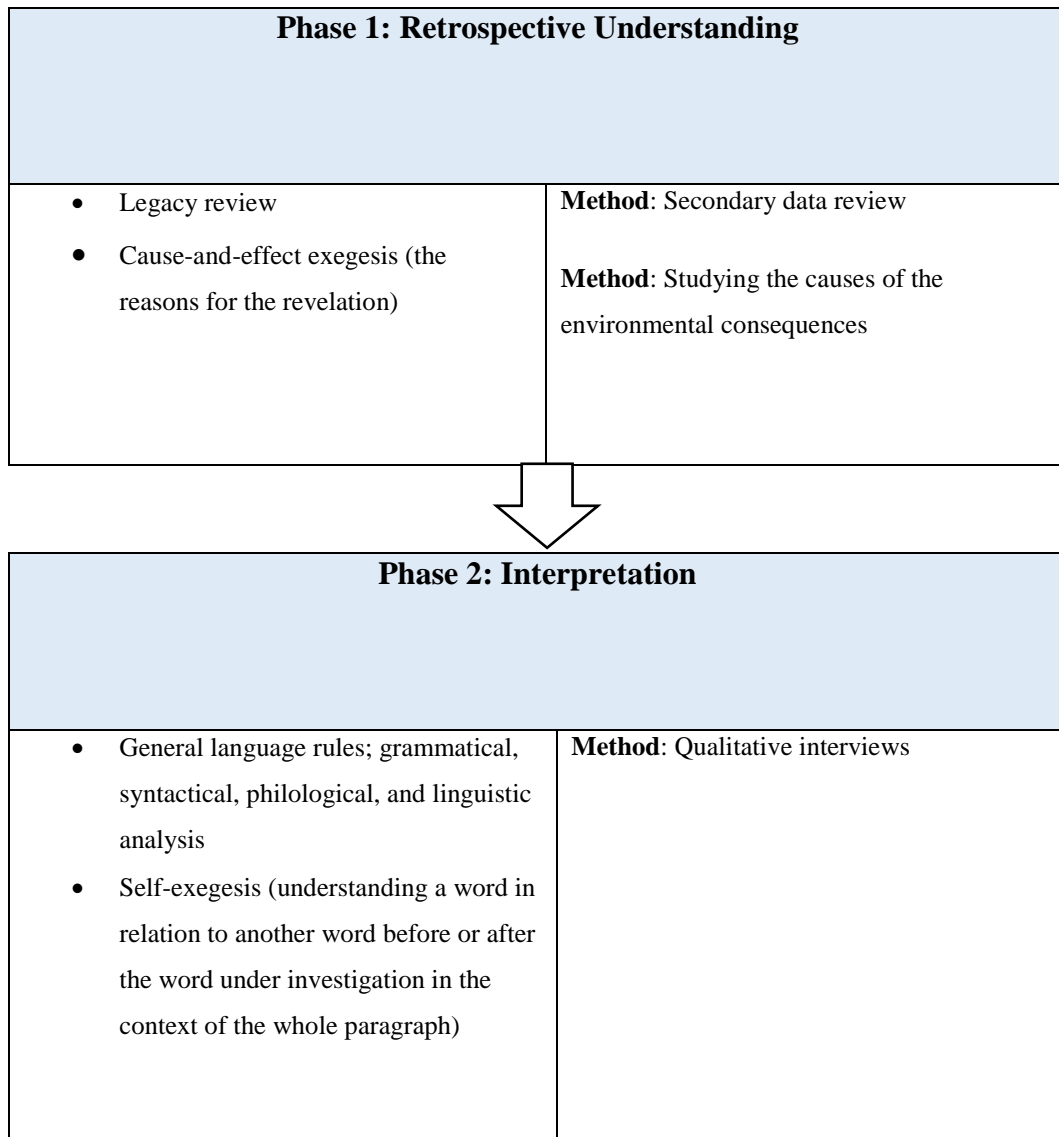 Phase 1: Retrospective Understanding
• Legacy review
• Cause-and-effect exegesis (the
reasons for the revelation)
Method: Secondary data review
Method: Studying the causes of the
environmental consequences
Phase 2: Interpretation
• General language rules; grammatical,
syntactical, philological, and linguistic
analysis
• Self-exegesis (understanding a word in
relation to another word before or after
the word under investigation in the
context of the whole paragraph)
Method: Qualitative interviews